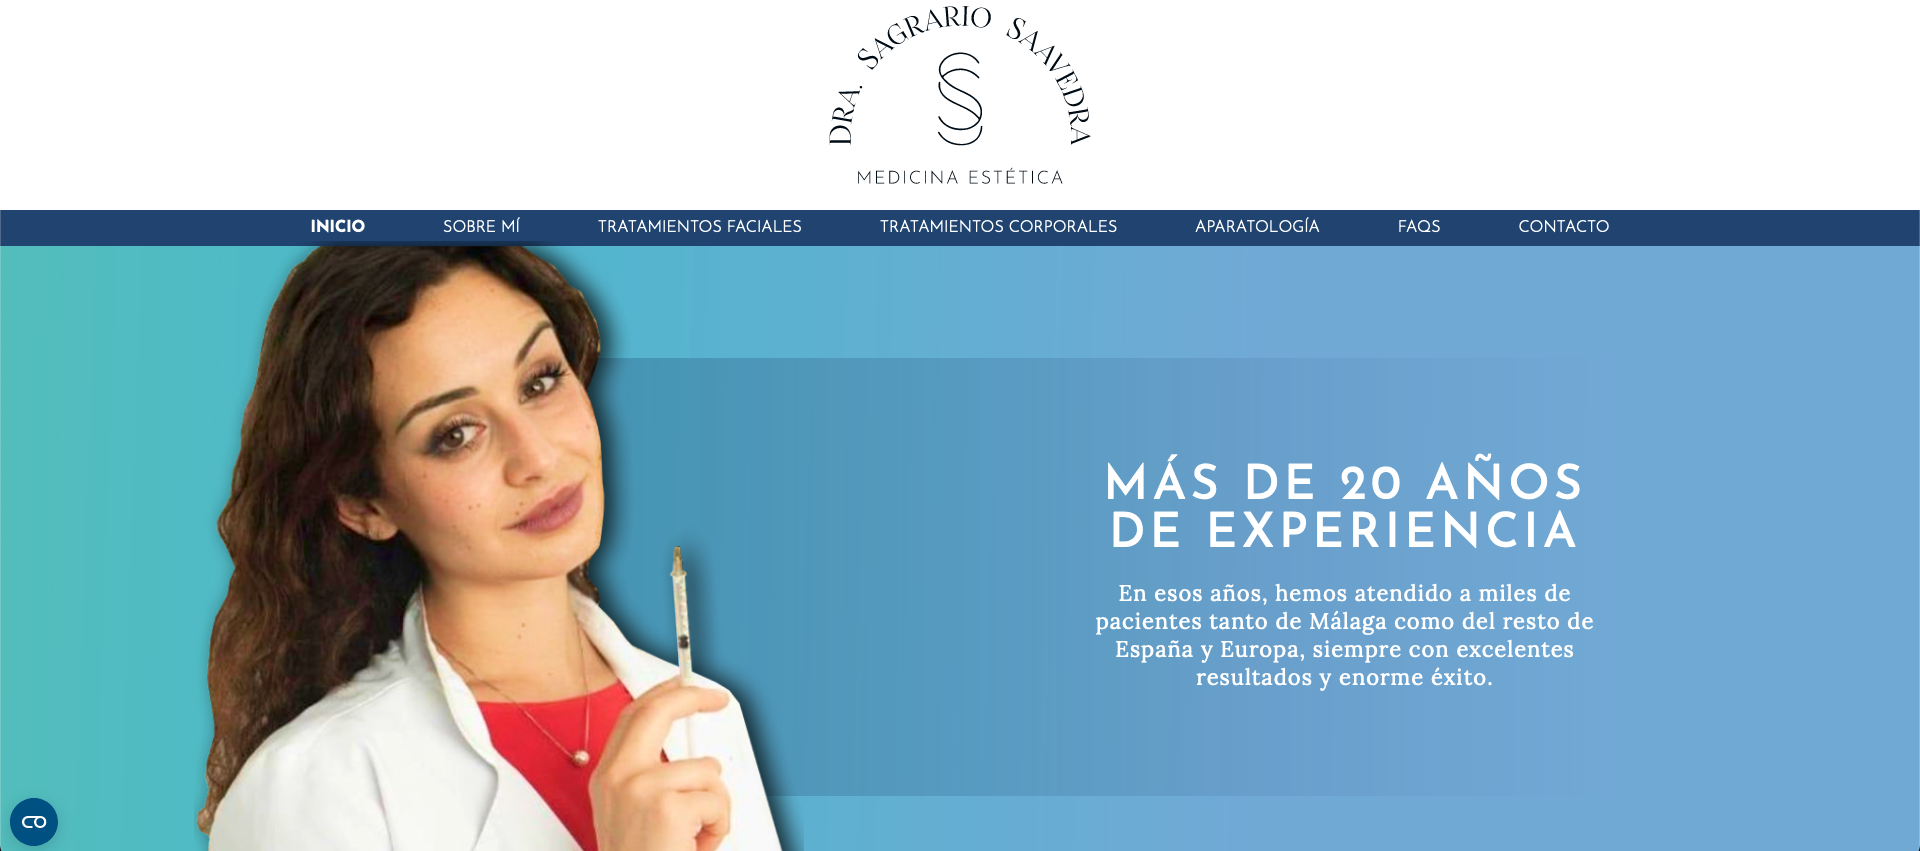 DRA. SAGRARIO SAAVEDRA
MEDICINA ESTÉTICA
INICIO SOBRE MÍ TRATAMIENTOS FACIALES TRATAMIENTOS CORPORALES APARATOLOGÍA FAQS CONTACTO
MÁS DE 20 AÑOS
DE EXPERIENCIA
En esos años, hemos atendido a miles de
pacientes tanto de Málaga como del resto de
España y Europa, siempre con excelentes
resultados y enorme éxito.